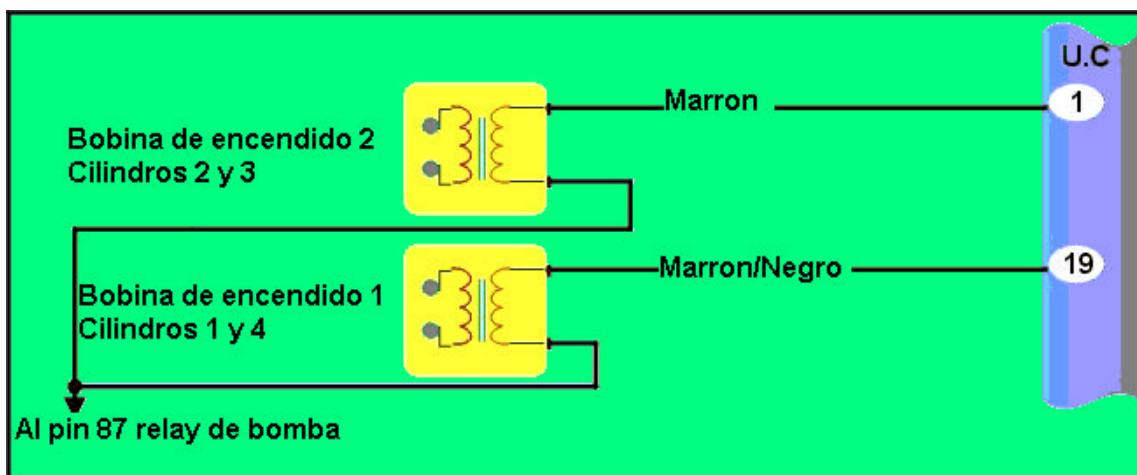 U.C
Marron
1
Bobina de encendido 2
Cilindros 2 y 3
Marron/Negro
19
Bobina de encendido 1
Cilindros 1 y 4
Al pin 87 relay de bomba